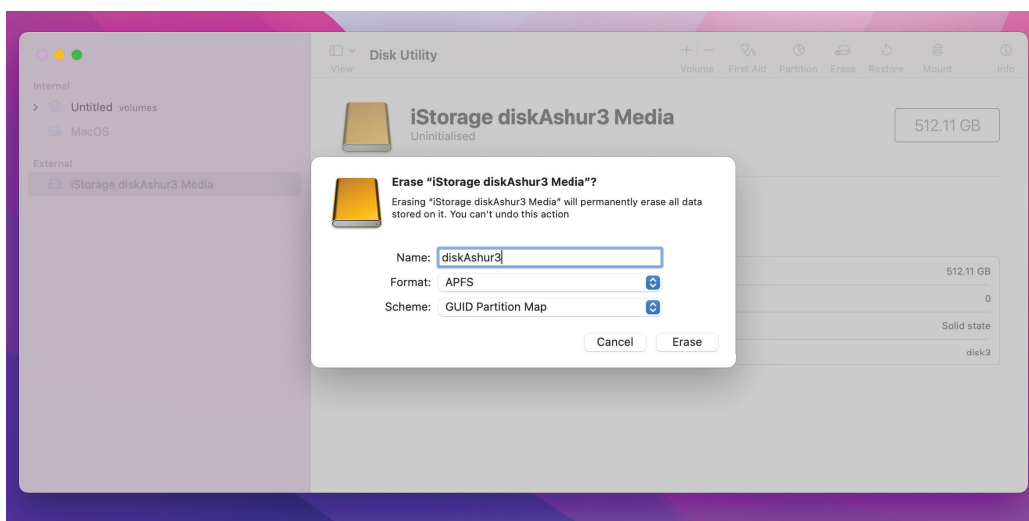 Disk Utility
View
Volume First Aid Partition Erase Restore Mount Info
Internal
Untitled volumes
MacOS
External
iStorage diskAshur3 Media
iStorage diskAshur3 Media
Uninitialised
512.11 GB
Erase “iStorage diskAshur3 Media”?
Erasing “iStorage diskAshur3 Media” will permanently erase all data
stored on it. You can’t undo this action
Name: diskAshur3
Format: APFS
Scheme: GUID Partition Map
Cancel Erase
512.11 GB
0
Solid state
disk3